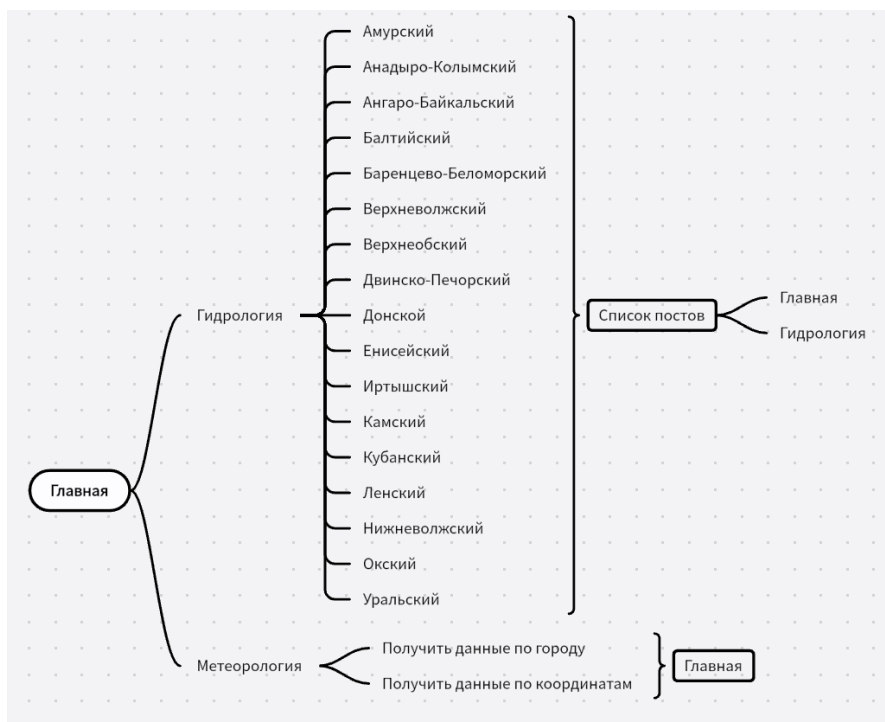 Амурский
Анадыро-Колымский
Ангаро-Байкальский
Балтийский
Баренцево-Беломорский
Верхневолжский
Верхнеобский
Двинско-Печорский
Главная
Гидрология
Донской
Список постов
Гидрология
Енисейский
Иртышский
Камский
Кубанский
Главная
Ленский
Нижневолжский
Окский
Уральский
Получить данные по городу
Метеорология
Главная
Получить данные по координатам